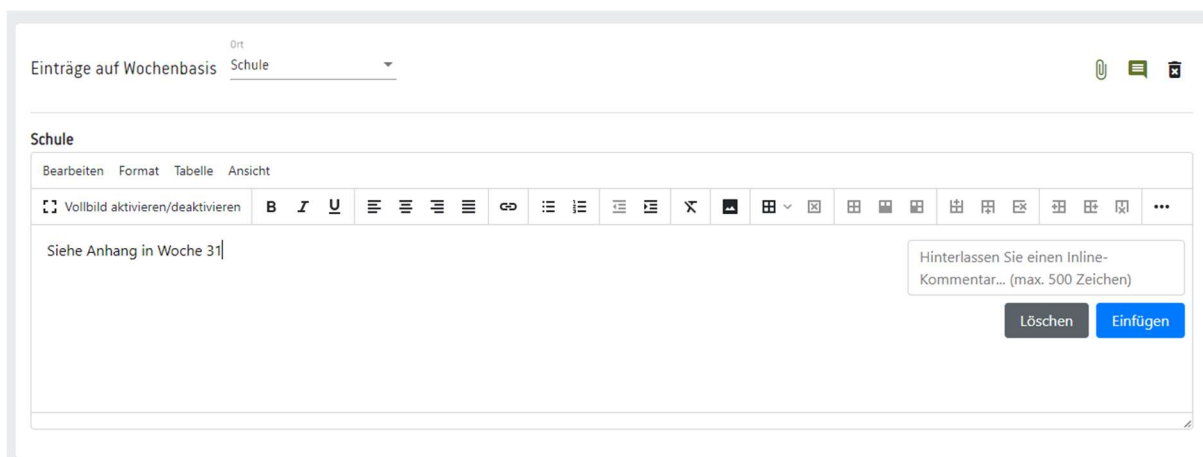 Ort
Einträge auf Wochenbasis Schule
Schule
Bearbeiten Format Tabelle Ansicht
Vollbild aktivieren/deaktivieren B I U
Siehe Anhang in Woche 31
Hinterlassen Sie einen Inline-
Kommentar... (max. 500 Zeichen)
Löschen Einfügen